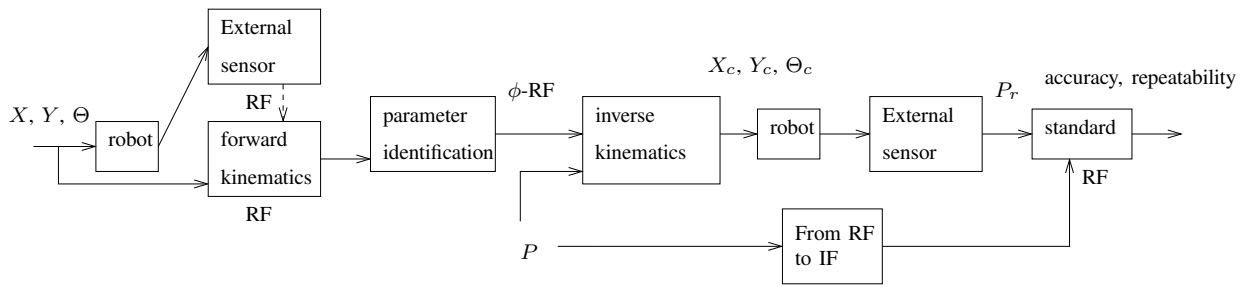 External
sensor
RF
X, Y, Θ
robot
forward
kinematics
RF
parameter
identification
ϕ-RF
inverse
kinematics
X_c, Y_c, Θ_c
robot
External
sensor
P_r
accuracy, repeatability
standard
RF
P
From RF
to IF